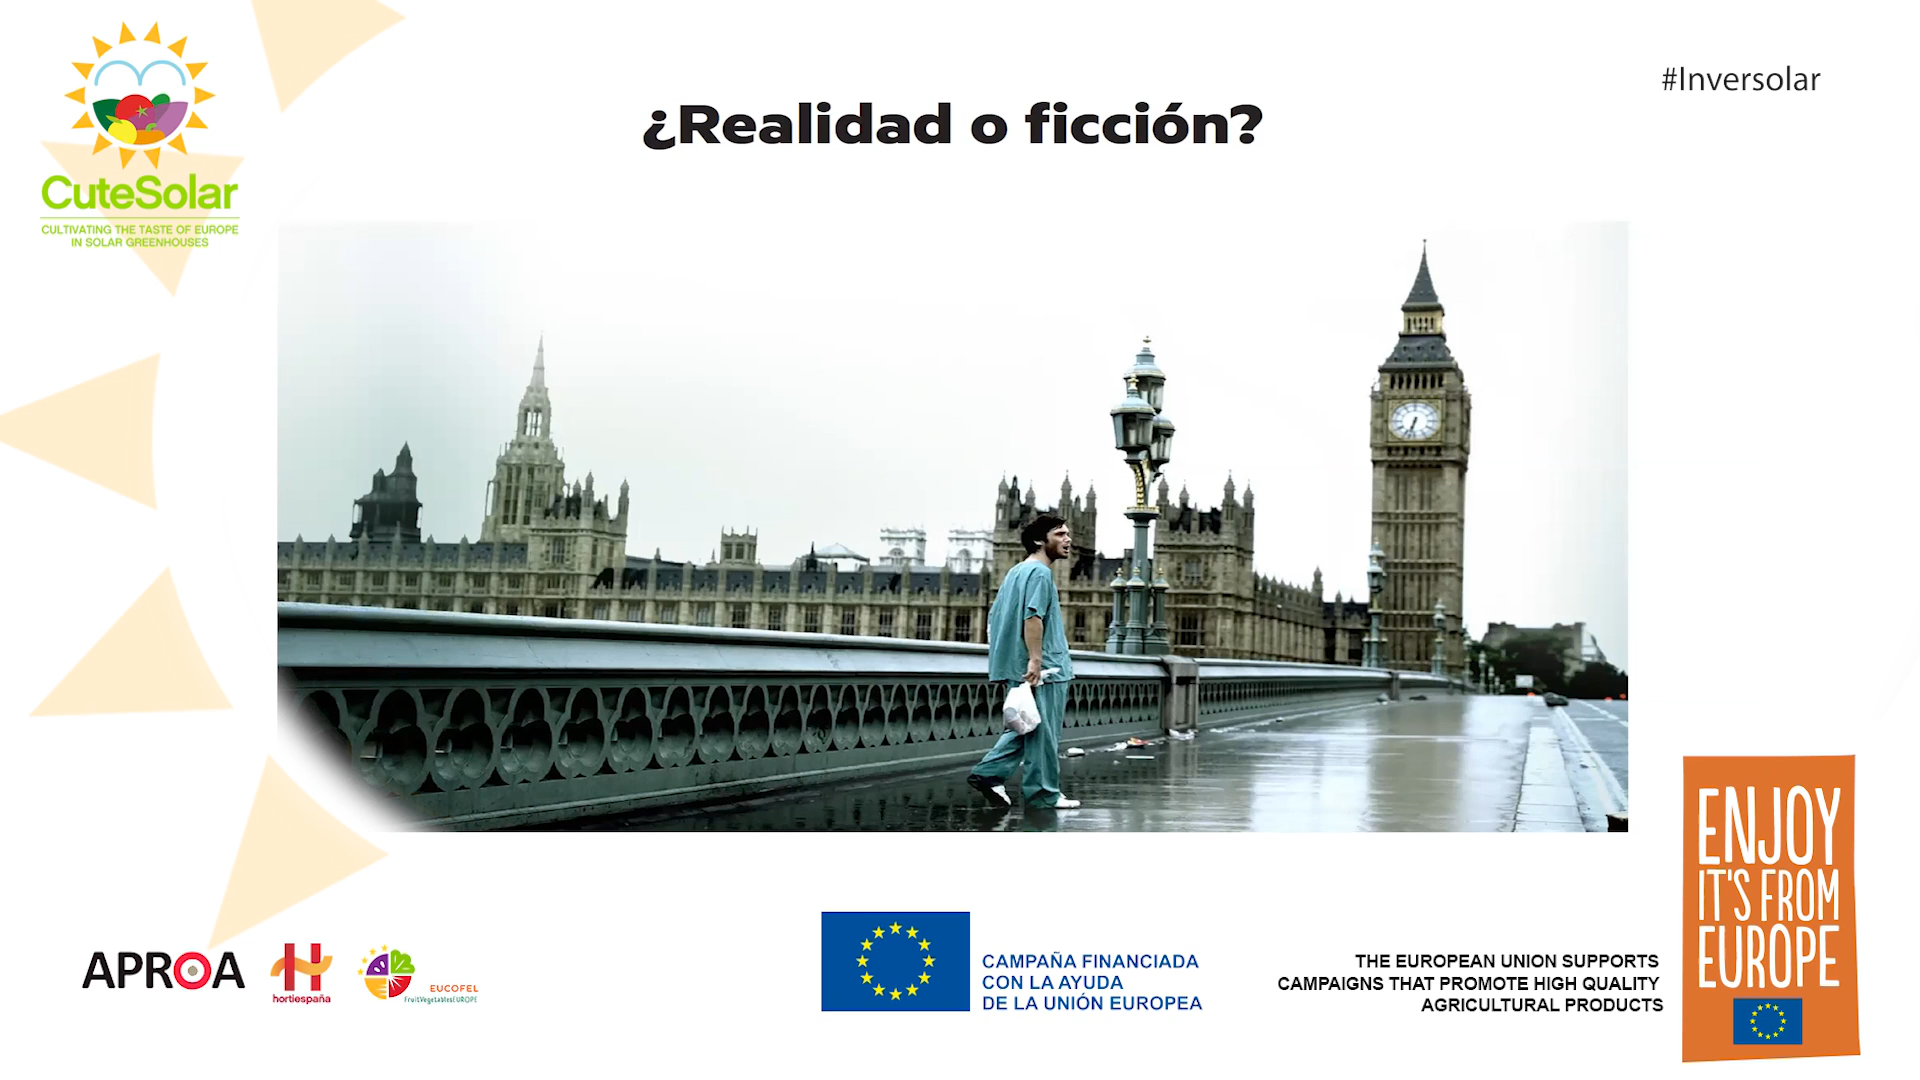 #Inversolar
¿Realidad o ficción?
CuteSolar
CULTIVATING THE TASTE OF EUROPE
IN SOLAR GREENHOUSES
APROA
hortiespaña
EUCOFEL
FruitVegetablesEUROPE
CAMPAÑA FINANCIADA
CON LA AYUDA
DE LA UNIÓN EUROPEA
THE EUROPEAN UNION SUPPORTS
CAMPAIGNS THAT PROMOTE HIGH QUALITY
AGRICULTURAL PRODUCTS
ENJOY
IT'S FROM
EUROPE